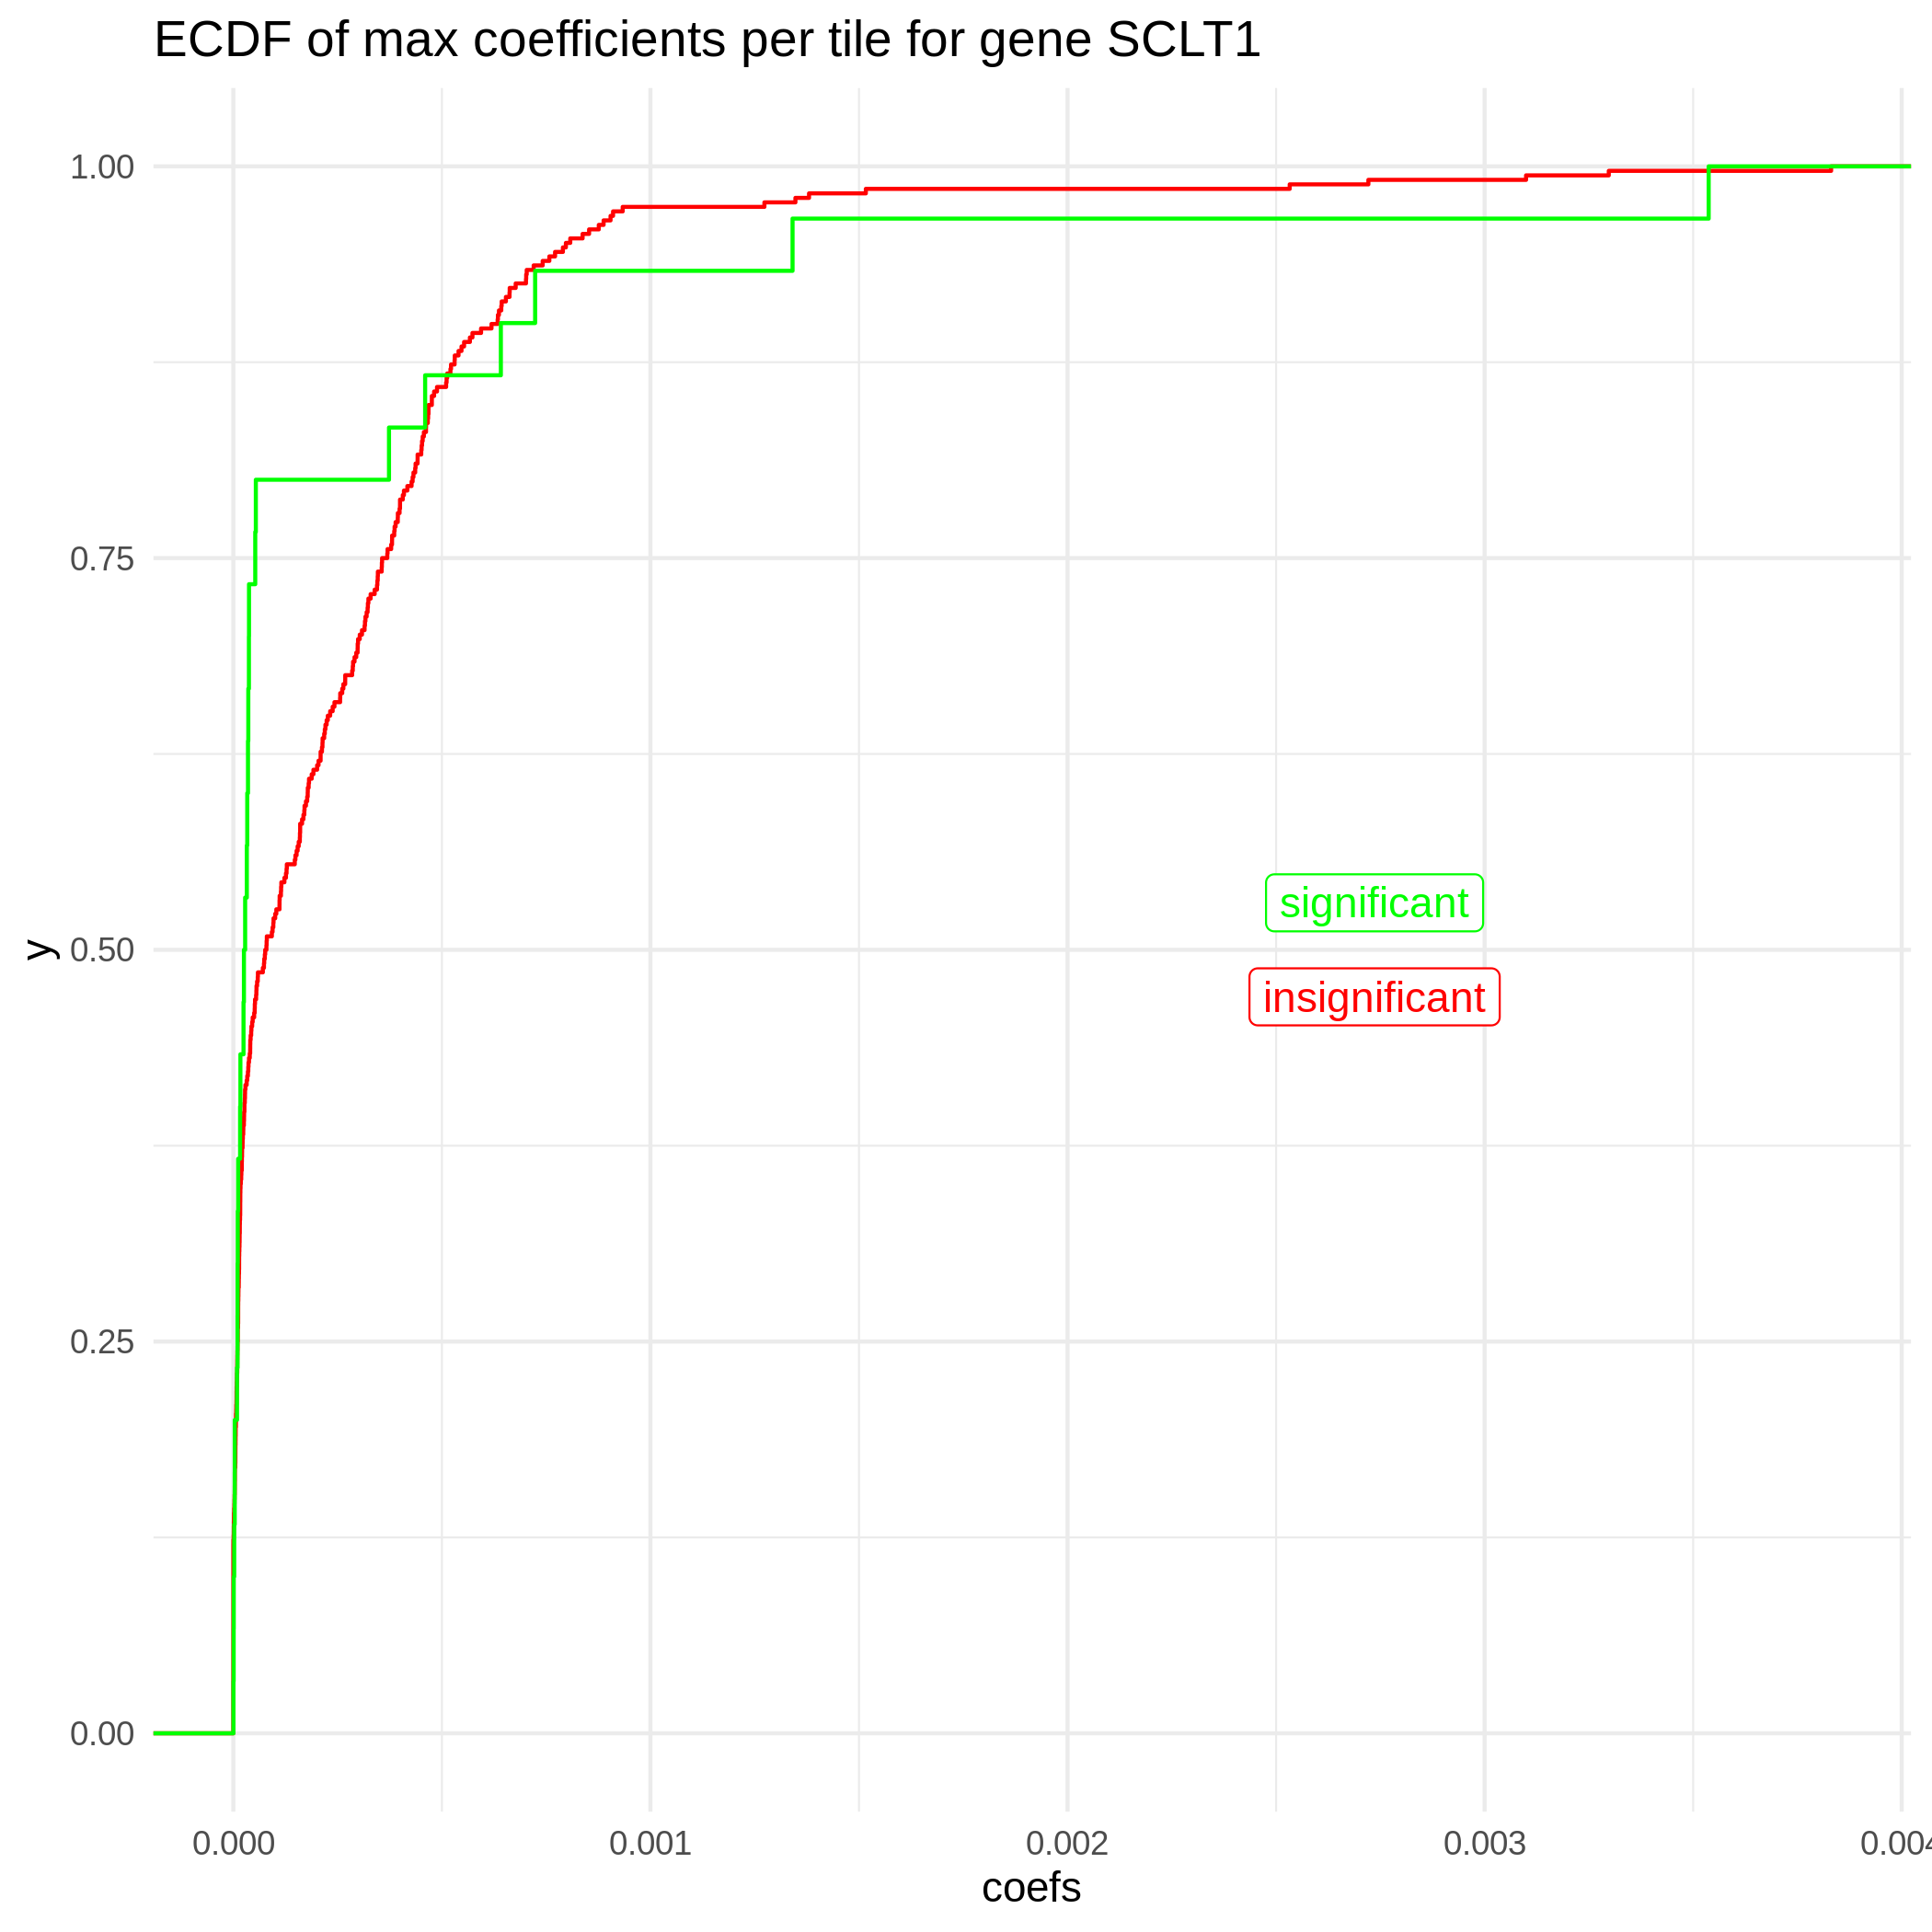 ECDF of max coefficients per tile for gene SCLT1
1.00
0.75
0.50
0.25
0.00
y
significant
insignificant
0.000
0.001
0.002
0.003
0.004
coefs